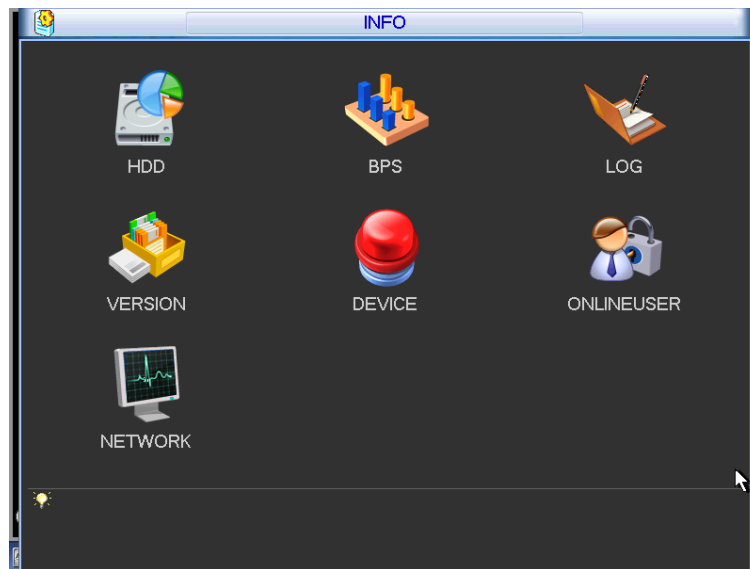 INFO
HDD
BPS
LOG
VERSION
DEVICE
ONLINEUSER
NETWORK